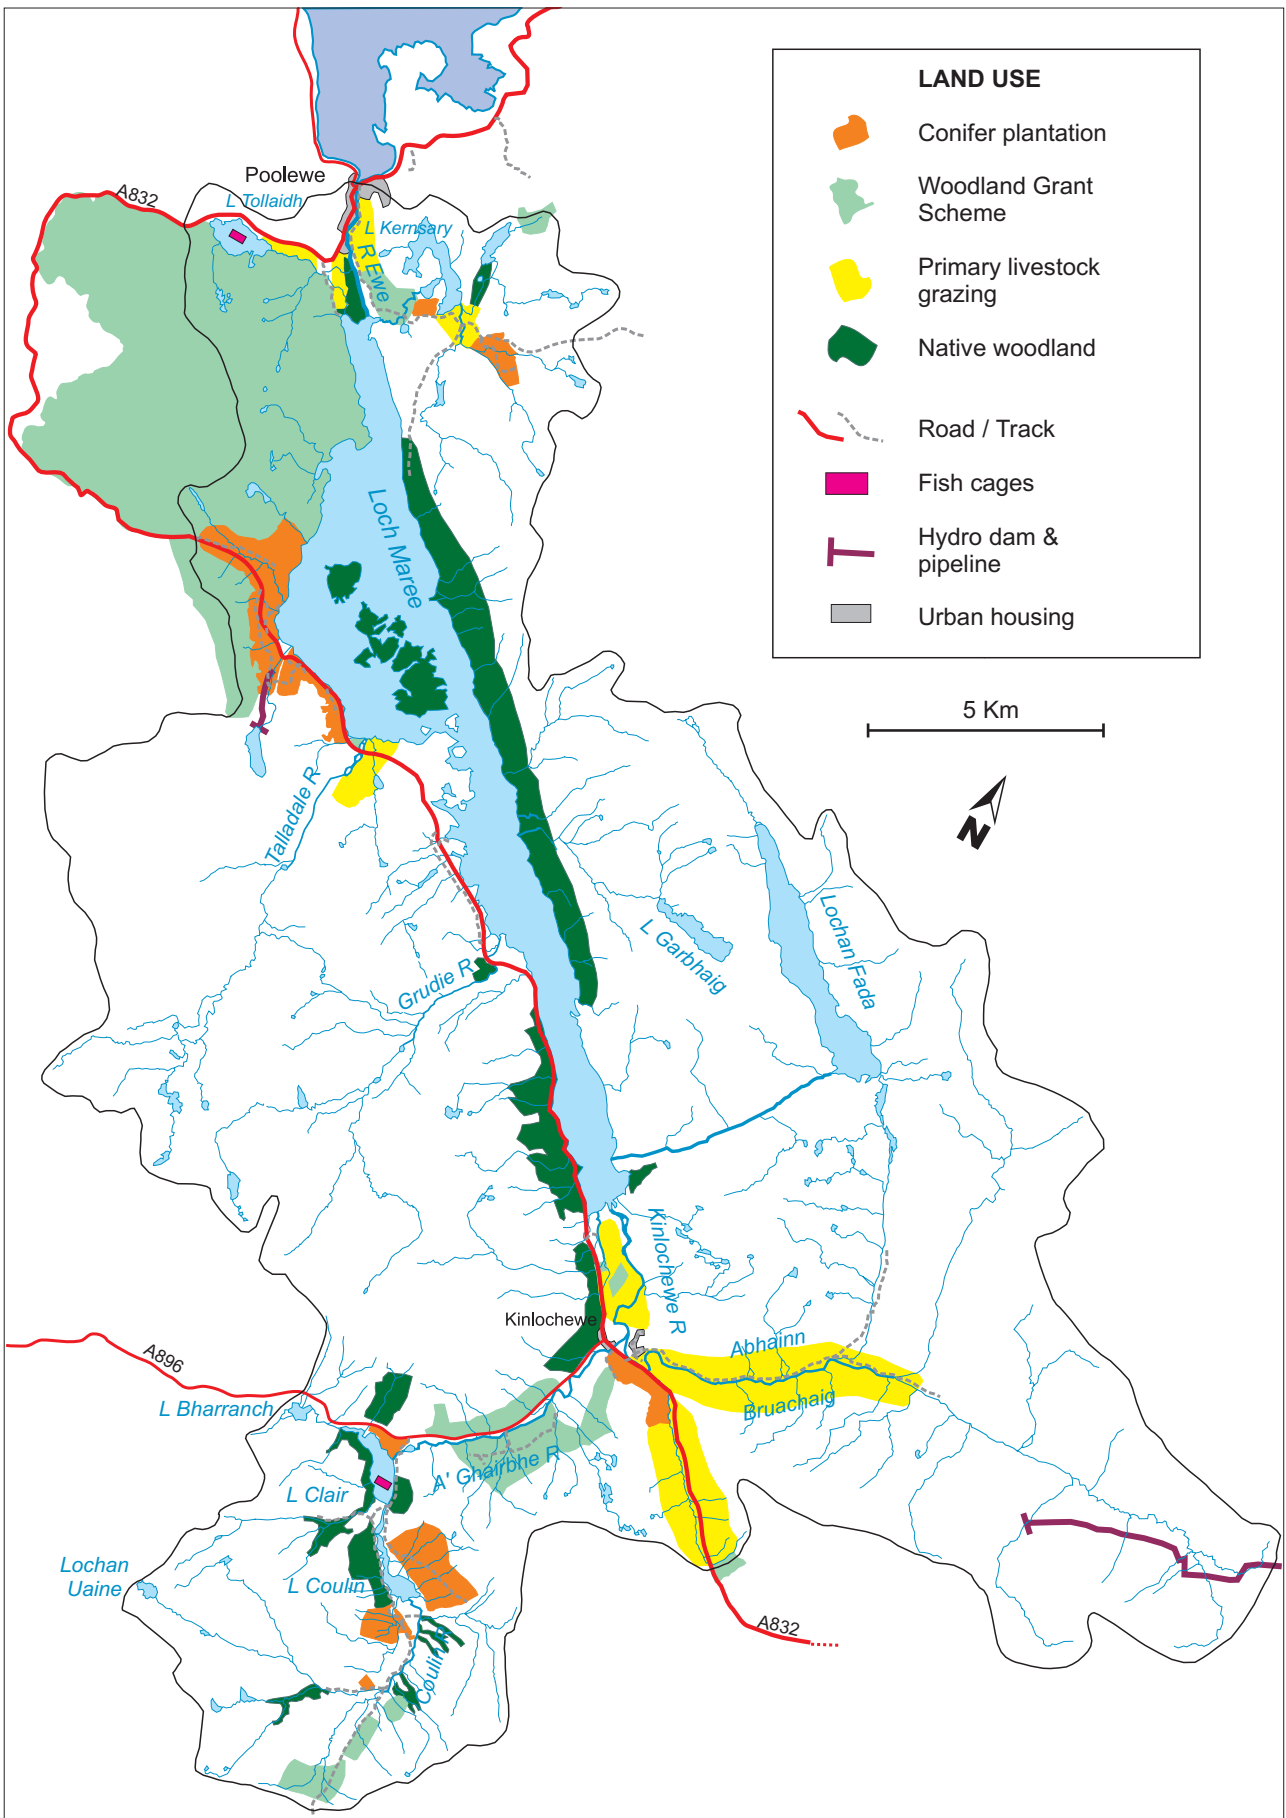 LAND USE
Conifer plantation
Woodland Grant
Scheme
Primary livestock
grazing
Native woodland
Road / Track
Fish cages
Hydro dam &
pipeline
Urban housing
5 Km
N
Poolewe
A832
L Tollaidh
L Kernsary
R Ewe
Loch Maree
Talladale R
Grudie R
L Garbhaig
Lochan Fada
Kinlochewe R
Kinlochewe
Abhainn
Bruachaig
A896
L Bharranch
A' Ghairbhe R
L Clair
Lochan
Uaine
L Coulin
Coulin R
A832